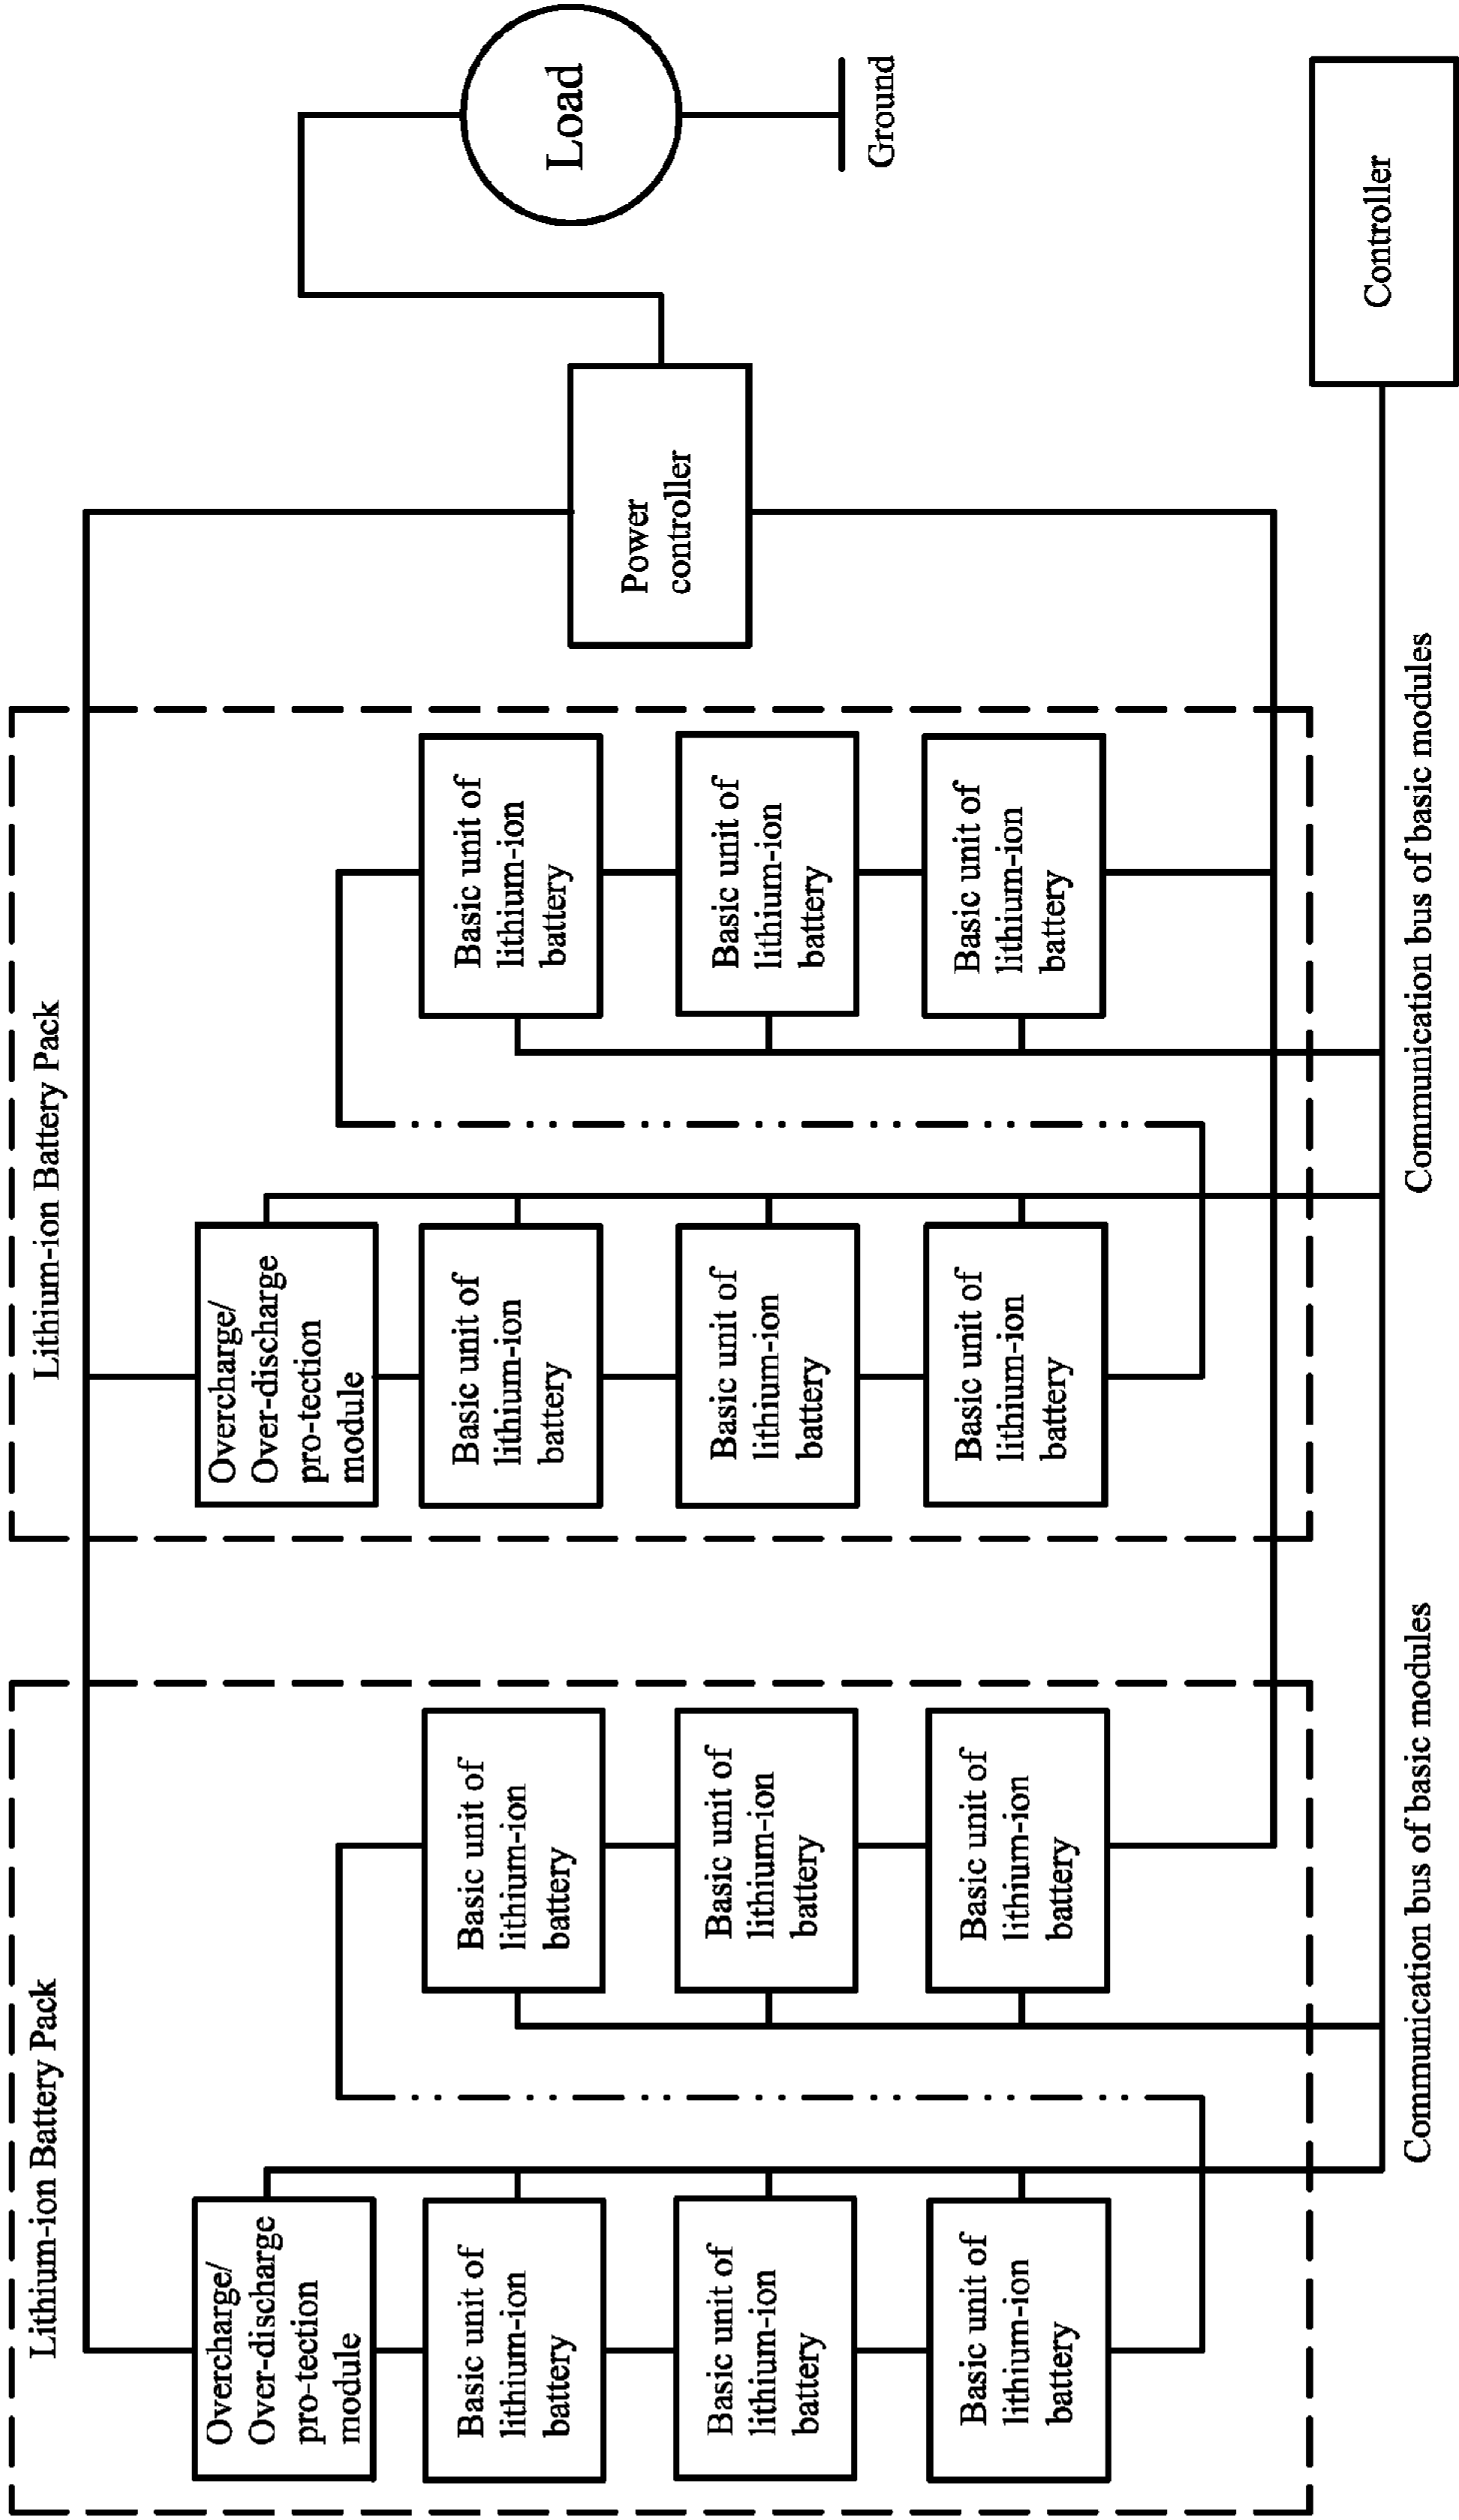 Lithium-ion Battery Pack
Lithium-ion Battery Pack
Overcharge/
Over-discharge
pro-tection
module
Basic unit of
lithium-ion
battery
Basic unit of
lithium-ion
battery
Basic unit of
lithium-ion
battery
Basic unit of
lithium-ion
battery
Basic unit of
lithium-ion
battery
Basic unit of
lithium-ion
battery
Overcharge/
Over-discharge
pro-tection
module
Basic unit of
lithium-ion
battery
Basic unit of
lithium-ion
battery
Basic unit of
lithium-ion
battery
Basic unit of
lithium-ion
battery
Basic unit of
lithium-ion
battery
Basic unit of
lithium-ion
battery
Power
controller
Load
Ground
Controller
Communication bus of basic modules
Communication bus of basic modules